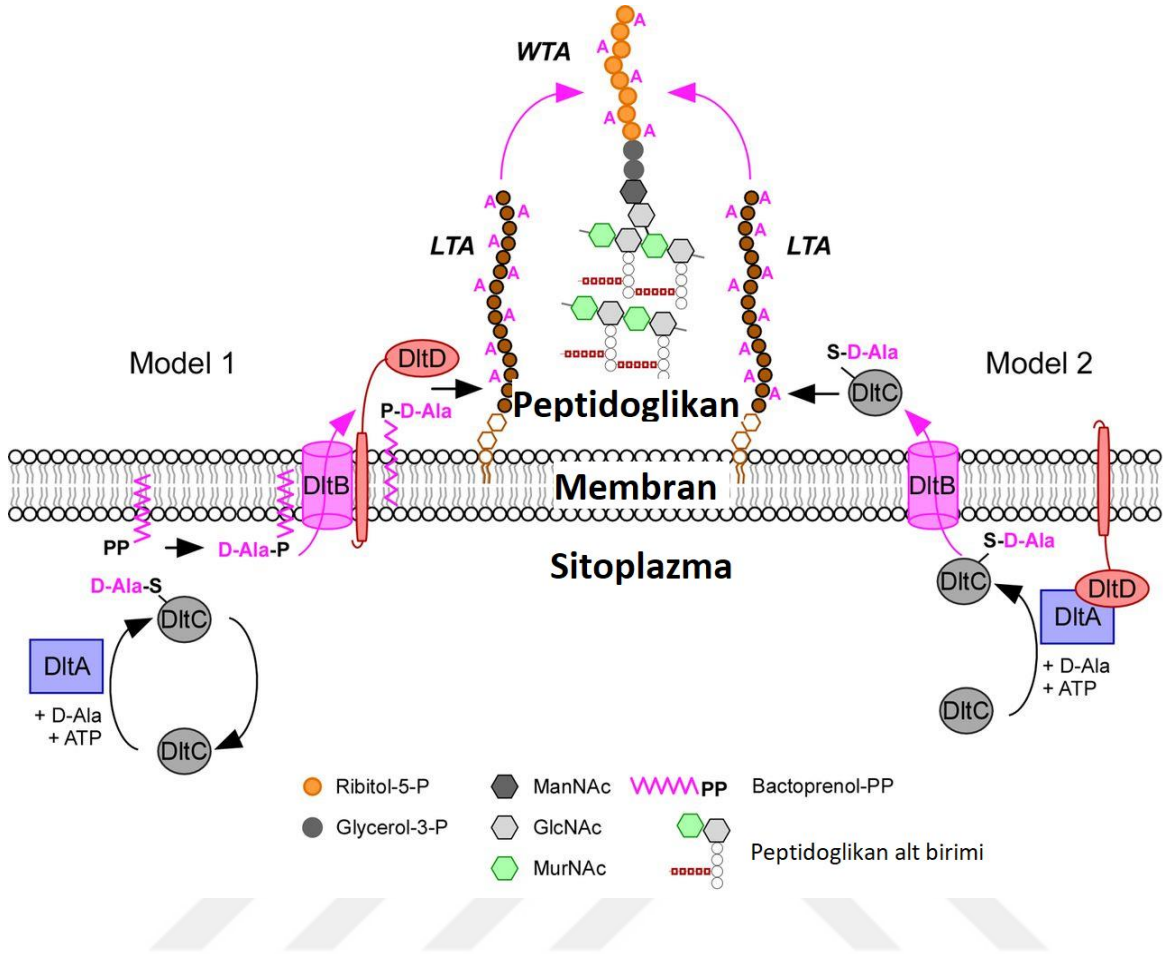 WTA
A
A
A
A
A
LTA
A
A
A
A
A
A
A
A
A
LTA
A
A
A
A
A
A
A
A
A
Model 1
Model 2
DltD
P-D-Ala
S-D-Ala
DltC
Peptidoglikan
DltB
Membran
DltB
PP
D-Ala-P
Sitoplazma
S-D-Ala
DltC
DltD
DltA
D-Ala-S
DltC
DltA
+ D-Ala
+ ATP
DltC
+ D-Ala
+ ATP
DltC
Ribitol-5-P
ManNAc
PP Bactoprenol-PP
Glycerol-3-P
GlcNAc
MurNAc
Peptidoglikan alt birimi